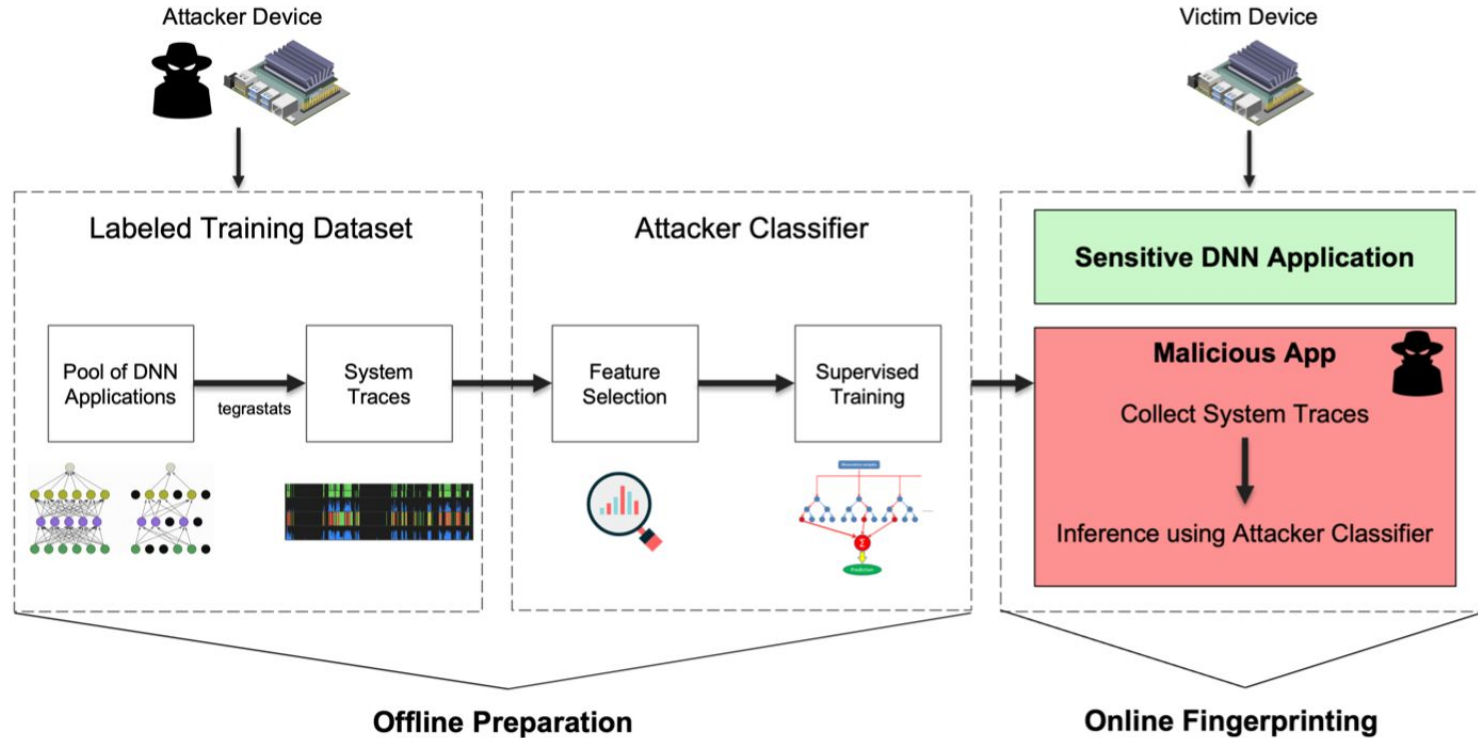 Attacker Device
Victim Device
Labeled Training Dataset
Attacker Classifier
Sensitive DNN Application
Pool of DNN
Applications
tegrastats
System
Traces
Feature
Selection
Supervised
Training
Malicious App
Collect System Traces
Inference using Attacker Classifier
Σ
Prediction
Offline Preparation
Online Fingerprinting